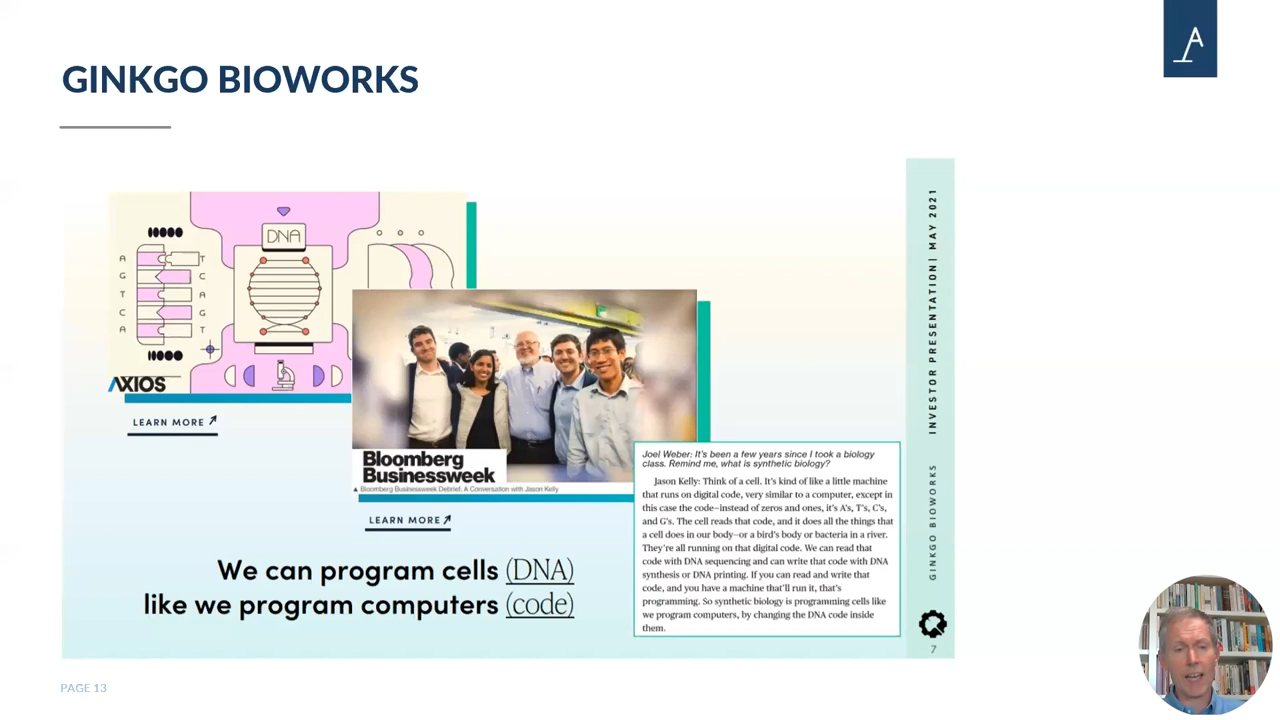 GINKGO BIOWORKS
DNA
A T
G C
T A
C G
A T
AXIOS
LEARN MORE
Bloomberg
Businessweek
▲ Bloomberg Businessweek Debrief: A Conversation with Jason Kelly
LEARN MORE
We can program cells (DNA)
like we program computers (code)
Joel Weber: It's been a few years since I took a biology
class. Remind me, what is synthetic biology?
Jason Kelly: Think of a cell. It's kind of like a little machine
that runs on digital code, very similar to a computer, except in
this case the code–instead of zeros and ones, it's A's, T's, C's,
and G's. The cell reads that code, and it does all the things that
a cell does in our body–or a bird's body or bacteria in a river.
They're all running on that digital code. We can read that
code with DNA sequencing and can write that code with DNA
synthesis or DNA printing. If you can read and write that
code, and you have a machine that'll run it, that's
programming. So synthetic biology is programming cells like
we program computers, by changing the DNA code inside
them.
INVESTOR PRESENTATION| MAY 2021
GINKGO BIOWORKS
7
PAGE 13